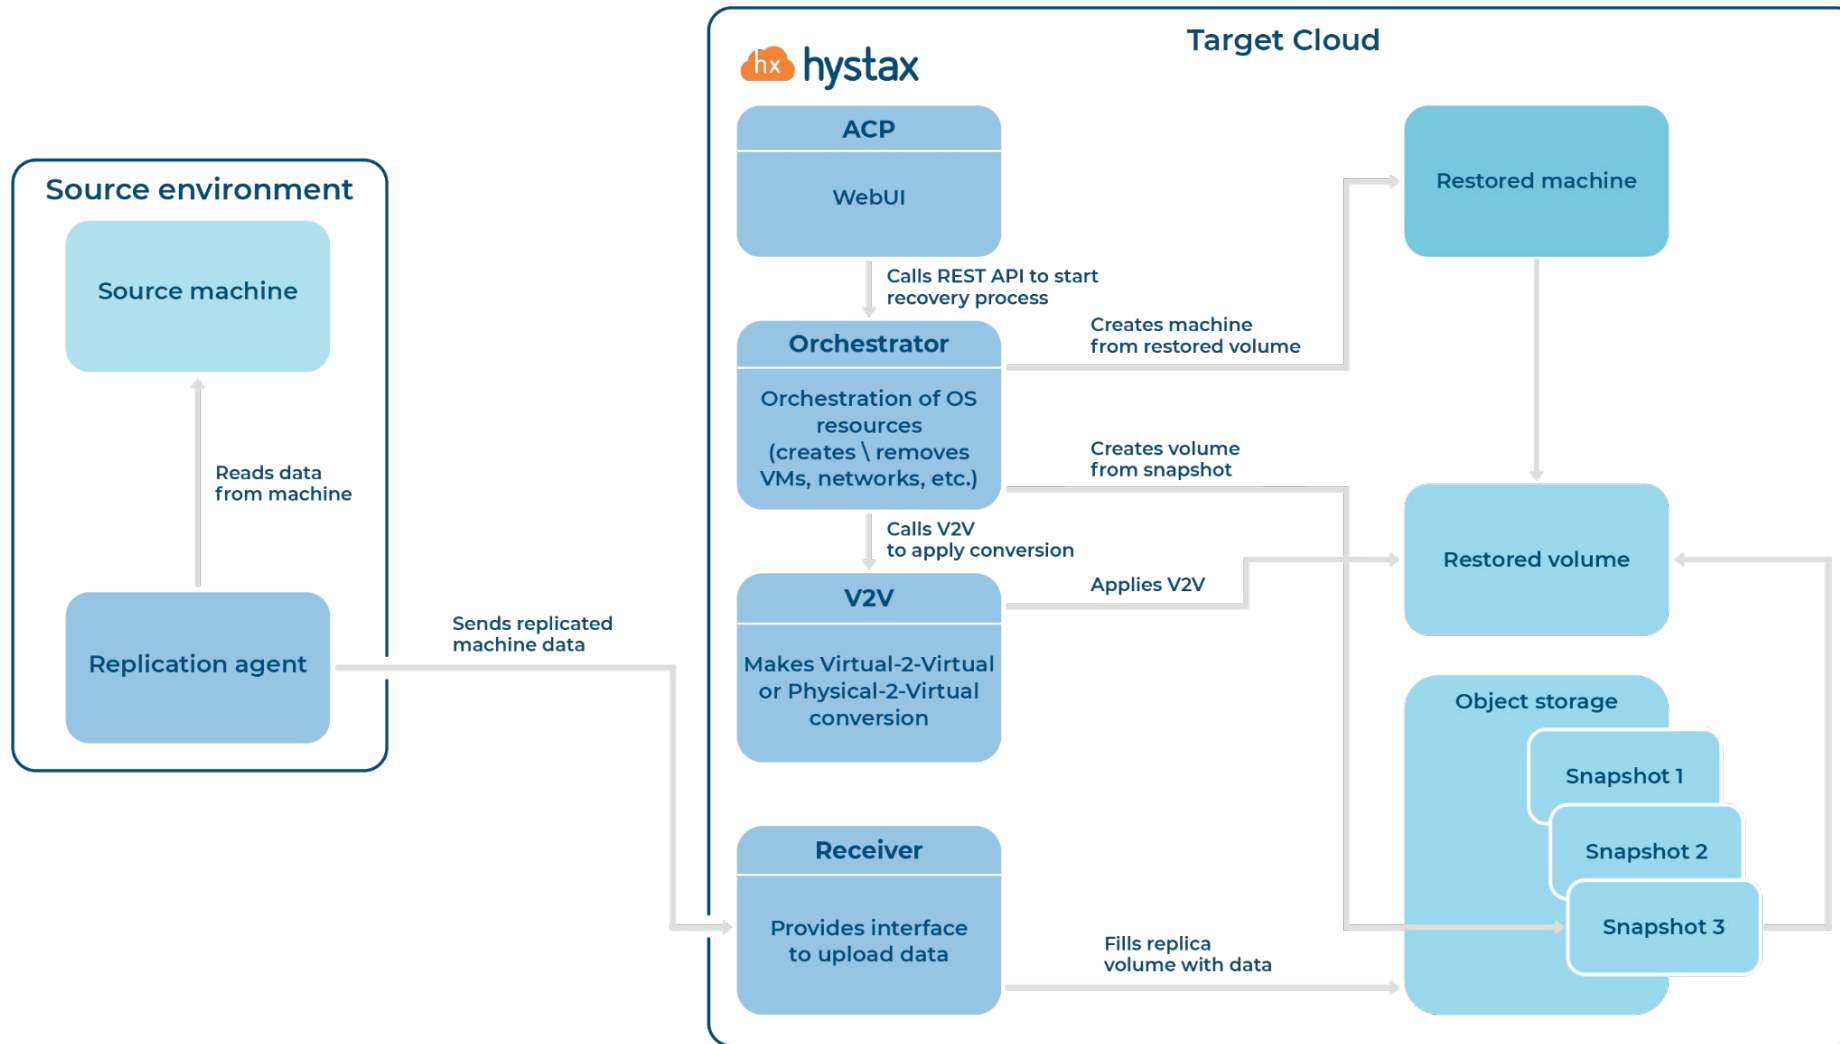 Target Cloud
hx hystax
ACP
WebUI
Calls REST API to start
recovery process
Orchestrator
Orchestration of OS
resources
(creates \ removes
VMs, networks, etc.)
Calls V2V
to apply conversion
V2V
Makes Virtual-2-Virtual
or Physical-2-Virtual
conversion
Receiver
Provides interface
to upload data
Source environment
Source machine
Reads data
from machine
Replication agent
Sends replicated
machine data
Creates machine
from restored volume
Creates volume
from snapshot
Applies V2V
Fills replica
volume with data
Restored machine
Restored volume
Object storage
Snapshot 1
Snapshot 2
Snapshot 3